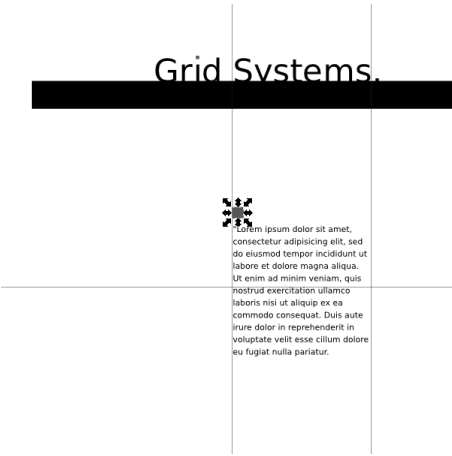 Grid Systems.
"Lorem ipsum dolor sit amet,
consectetur adipisicing elit, sed
do eiusmod tempor incididunt ut
labore et dolore magna aliqua.
Ut enim ad minim veniam, quis
nostrud exercitation ullamco
laboris nisi ut aliquip ex ea
commodo consequat. Duis aute
irure dolor in reprehenderit in
voluptate velit esse cillum dolore
eu fugiat nulla pariatur.